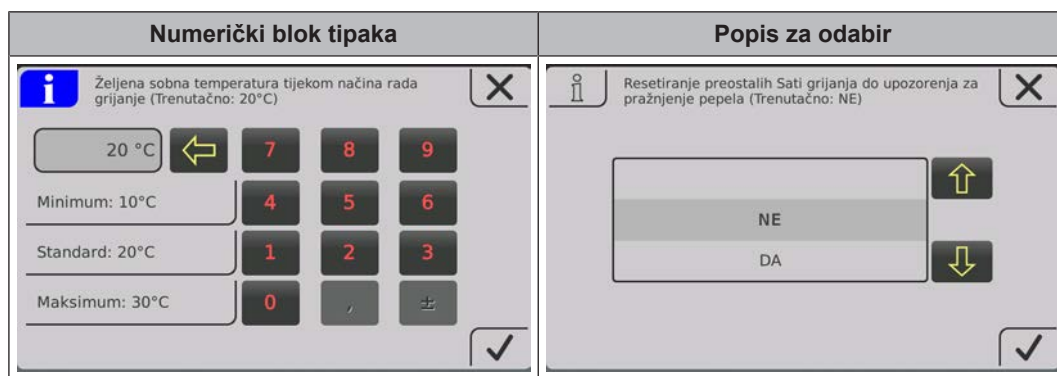 Numerički blok tipaka
Popis za odabir
i
Željena sobna temperatura tijekom načina rada
grijanje (Trenutačno: 20°C)
20 °C
7 8 9
Minimum: 10°C
4 5 6
Standard: 20°C
1 2 3
Maksimum: 30°C
0 , ±
i
Resetiranje preostalih Sati grijanja do upozorenja za
pražnjenje pepela (Trenutačno: NE)
NE
DA